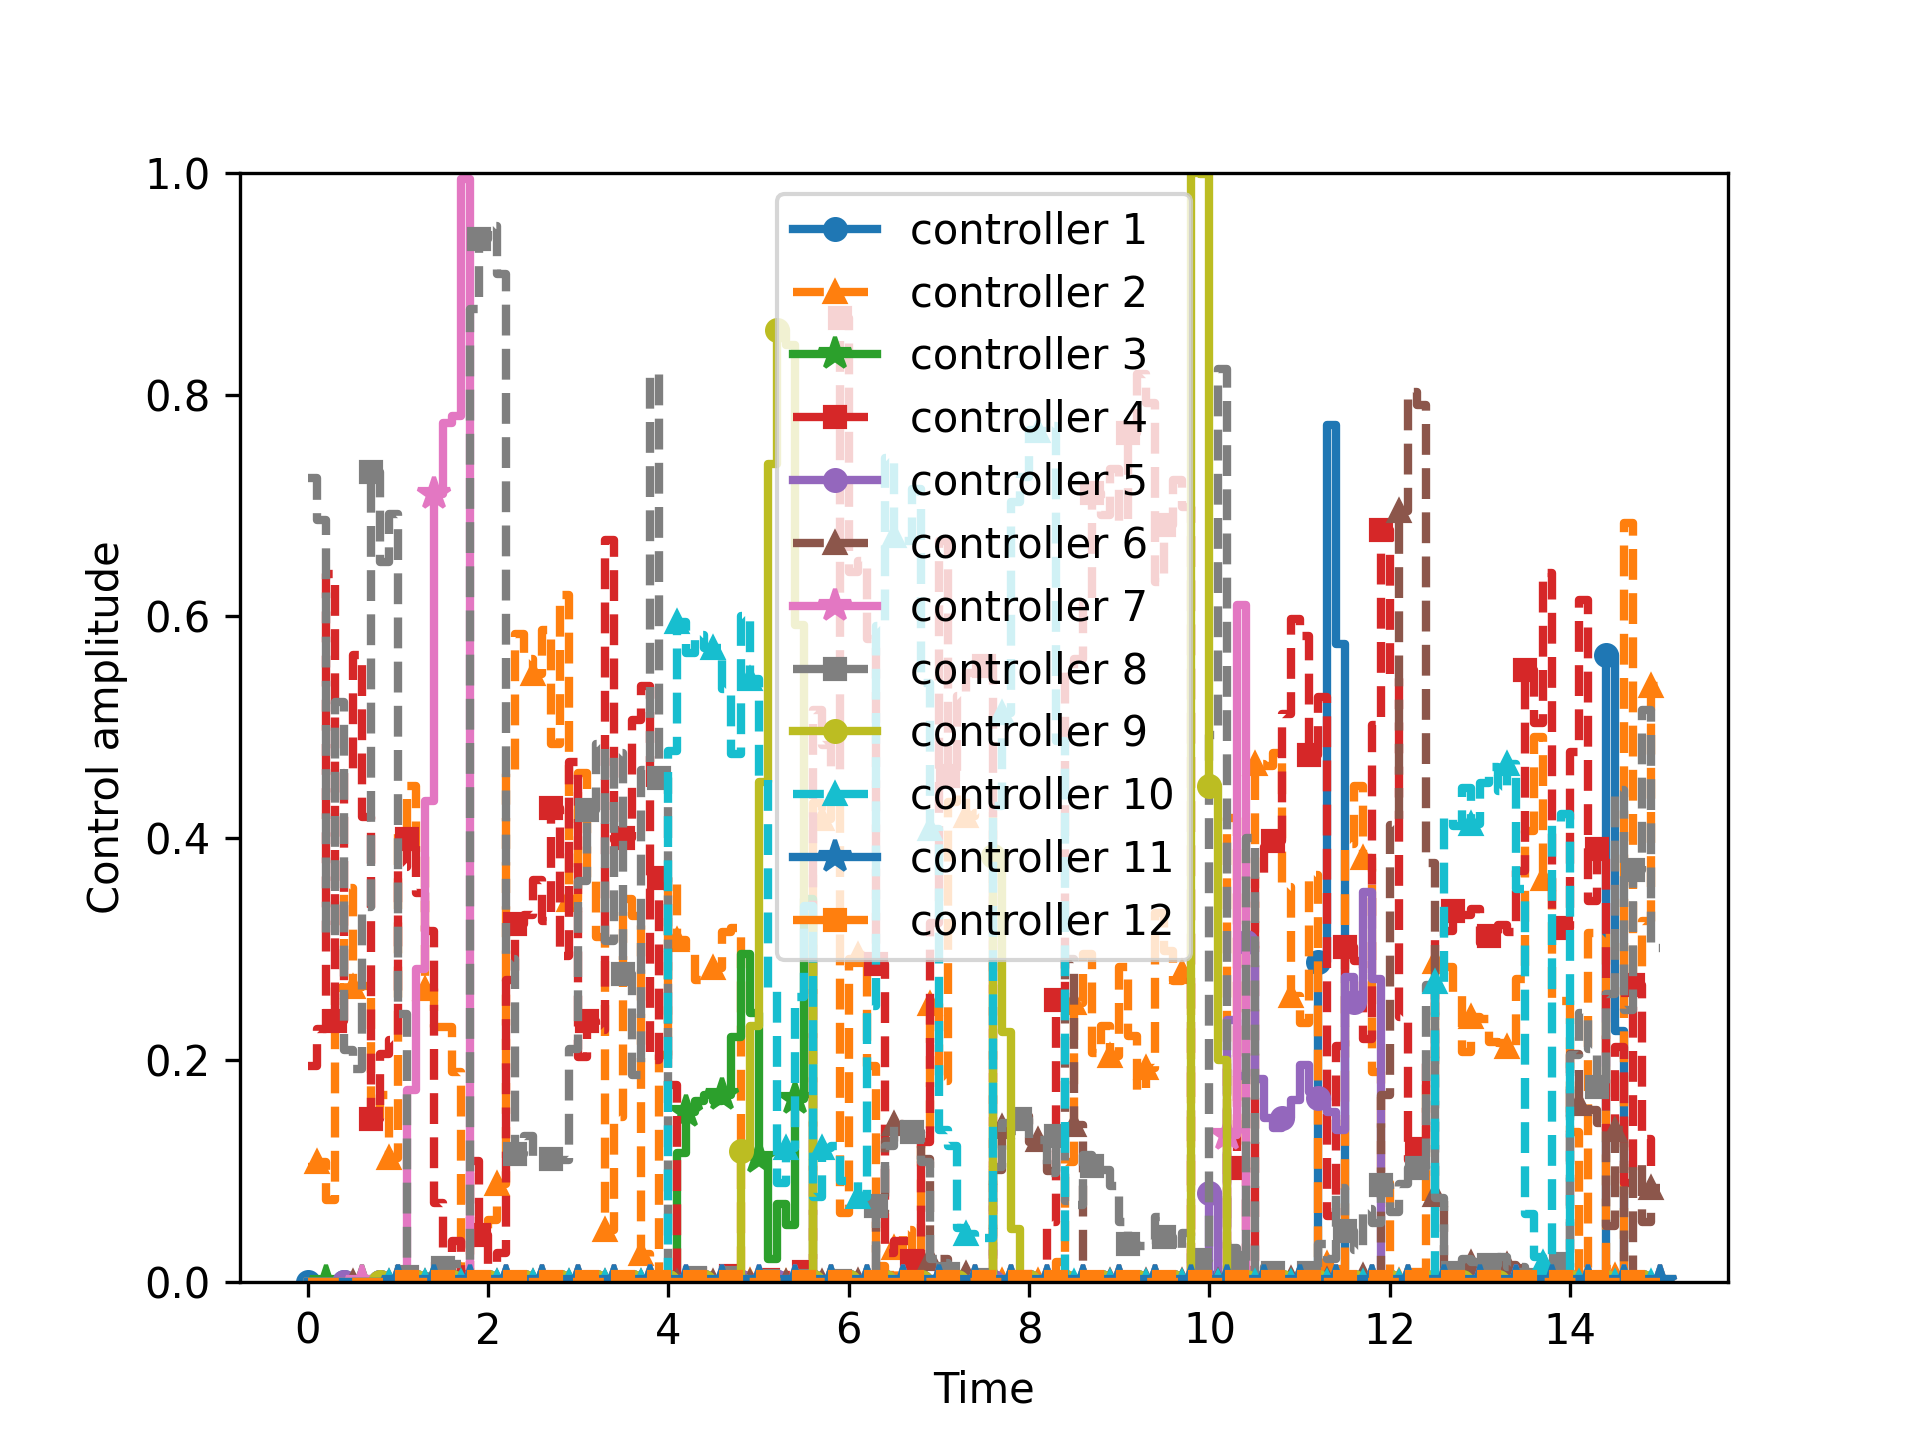 1.0
0.8
0.6
0.4
0.2
0.0
Control amplitude
controller 1
controller 2
controller 3
controller 4
controller 5
controller 6
controller 7
controller 8
controller 9
controller 10
controller 11
controller 12
0 2 4 6 8 10 12 14
Time